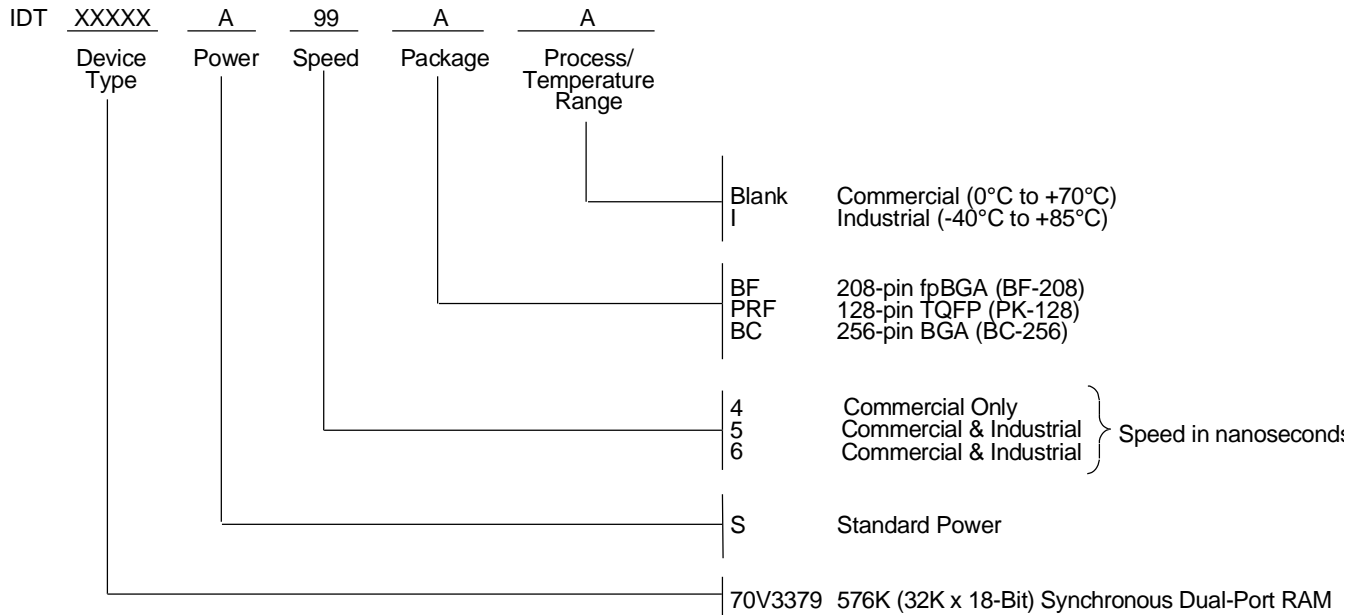 IDT XXXXX A 99 A A
Device Type Power Speed Package Process/ Temperature Range
Blank Commercial (0°C to +70°C)
I Industrial (-40°C to +85°C)
BF 208-pin fpBGA (BF-208)
PRF 128-pin TQFP (PK-128)
BC 256-pin BGA (BC-256)
4 Commercial Only
5 Commercial & Industrial Speed in nanoseconds
6 Commercial & Industrial
S Standard Power
70V3379 576K (32K x 18-Bit) Synchronous Dual-Port RAM